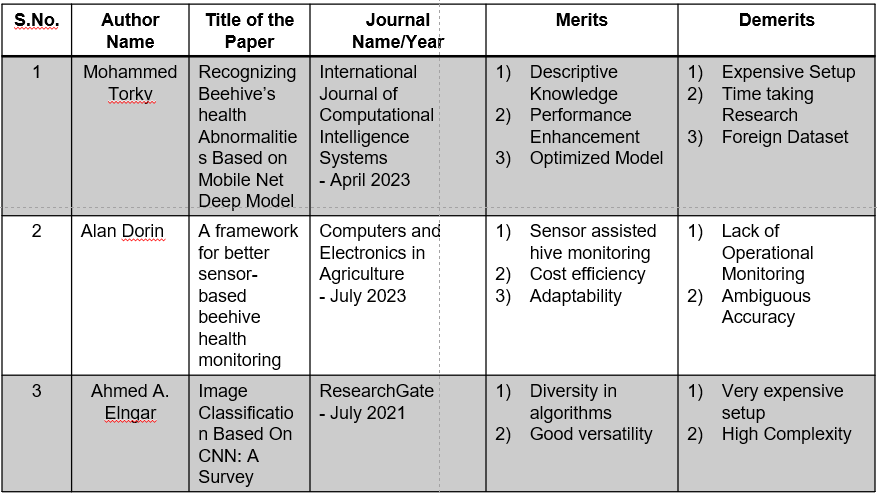 S.No.
Author
Name
Title of the
Paper
Journal
Name/Year
Merits
Demerits
1
Mohammed
Torky
Recognizing
Beehive’s
health
Abnormalitie
s Based on
Mobile Net
Deep Model
International
Journal of
Computational
Intelligence
Systems
- April 2023
1) Descriptive
Knowledge
2) Performance
Enhancement
3) Optimized Model
1) Expensive Setup
2) Time taking
Research
3) Foreign Dataset
2
Alan Dorin
A framework
for better
sensor-
based
beehive
health
monitoring
Computers and
Electronics in
Agriculture
- July 2023
1) Sensor assisted
hive monitoring
2) Cost efficiency
3) Adaptability
1) Lack of
Operational
Monitoring
2) Ambiguous
Accuracy
3
Ahmed A.
Elngar
Image
Classificatio
n Based On
CNN: A
Survey
ResearchGate
- July 2021
1) Diversity in
algorithms
2) Good versatility
1) Very expensive
setup
2) High Complexity